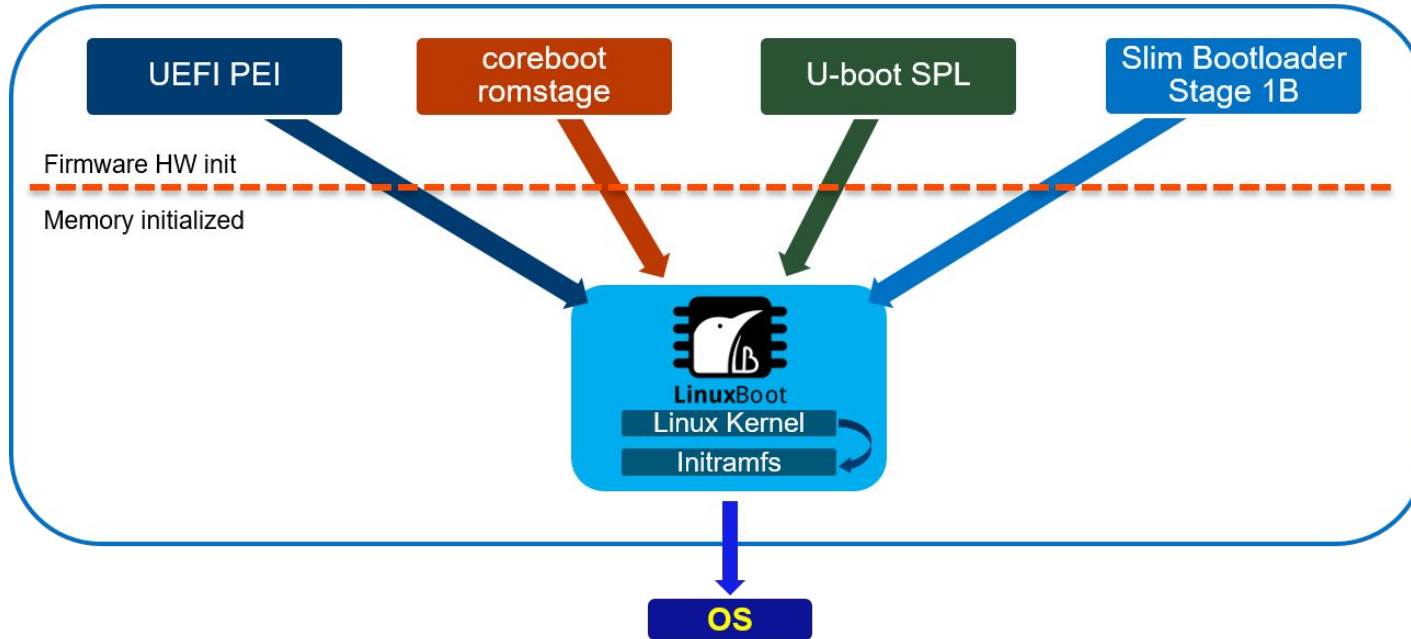 UEFI PEI
coreboot
romstage
U-boot SPL
Slim Bootloader
Stage 1B
Firmware HW init
Memory initialized
LB
LinuxBoot
Linux Kernel
Initramfs
OS